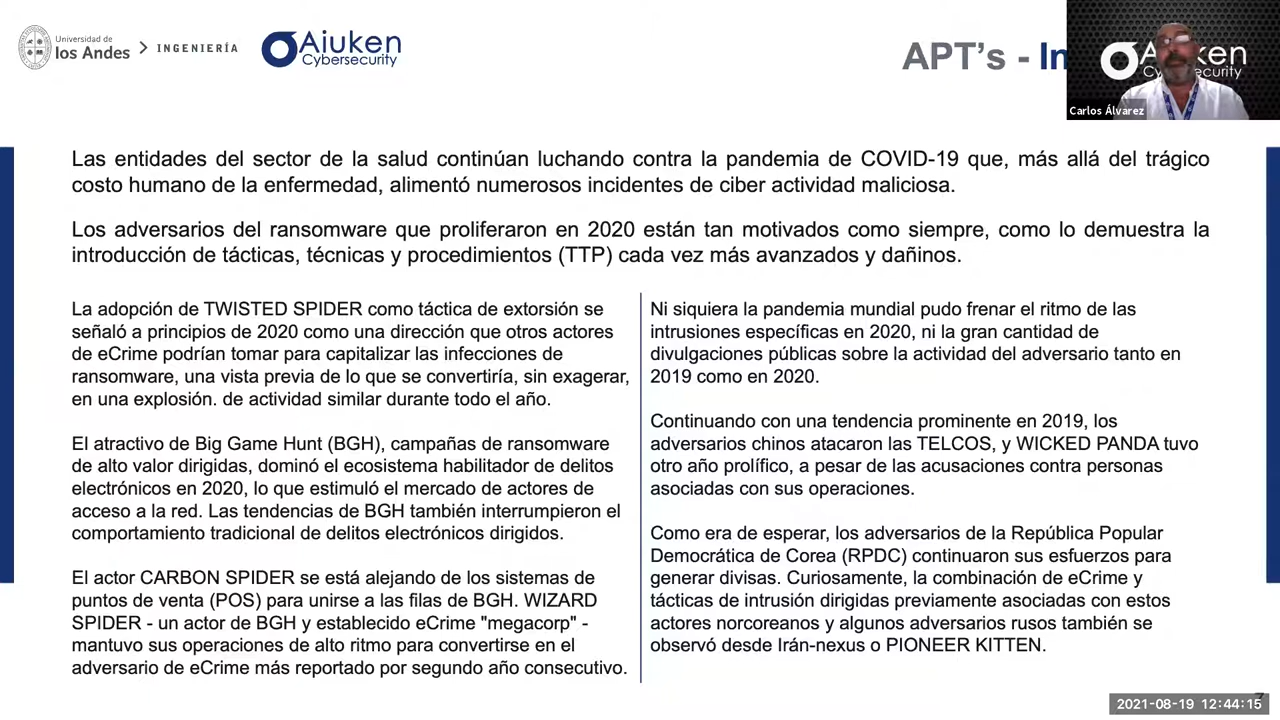 Universidad de
los Andes > INGENIERÍA
Aiuken
Cybersecurity
APT's - In
Aiuken
Cybersecurity
Carlos Álvarez
Las entidades del sector de la salud continúan luchando contra la pandemia de COVID-19 que, más allá del trágico
costo humano de la enfermedad, alimentó numerosos incidentes de ciber actividad maliciosa.
Los adversarios del ransomware que proliferaron en 2020 están tan motivados como siempre, como lo demuestra la
introducción de tácticas, técnicas y procedimientos (TTP) cada vez más avanzados y dañinos.
La adopción de TWISTED SPIDER como táctica de extorsión se
señaló a principios de 2020 como una dirección que otros actores
de eCrime podrían tomar para capitalizar las infecciones de
ransomware, una vista previa de lo que se convertiría, sin exagerar,
en una explosión. de actividad similar durante todo el año.
El atractivo de Big Game Hunt (BGH), campañas de ransomware
de alto valor dirigidas, dominó el ecosistema habilitador de delitos
electrónicos en 2020, lo que estimuló el mercado de actores de
acceso a la red. Las tendencias de BGH también interrumpieron el
comportamiento tradicional de delitos electrónicos dirigidos.
El actor CARBON SPIDER se está alejando de los sistemas de
puntos de venta (POS) para unirse a las filas de BGH. WIZARD
SPIDER - un actor de BGH y establecido eCrime "megacorp" -
mantuvo sus operaciones de alto ritmo para convertirse en el
adversario de eCrime más reportado por segundo año consecutivo.
Ni siquiera la pandemia mundial pudo frenar el ritmo de las
intrusiones específicas en 2020, ni la gran cantidad de
divulgaciones públicas sobre la actividad del adversario tanto en
2019 como en 2020.
Continuando con una tendencia prominente en 2019, los
adversarios chinos atacaron las TELCOS, y WICKED PANDA tuvo
otro año prolífico, a pesar de las acusaciones contra personas
asociadas con sus operaciones.
Como era de esperar, los adversarios de la República Popular
Democrática de Corea (RPDC) continuaron sus esfuerzos para
generar divisas. Curiosamente, la combinación de eCrime y
tácticas de intrusión dirigidas previamente asociadas con estos
actores norcoreanos y algunos adversarios rusos también se
observó desde Irán-nexus o PIONEER KITTEN.
2021-08-19 12:44:15